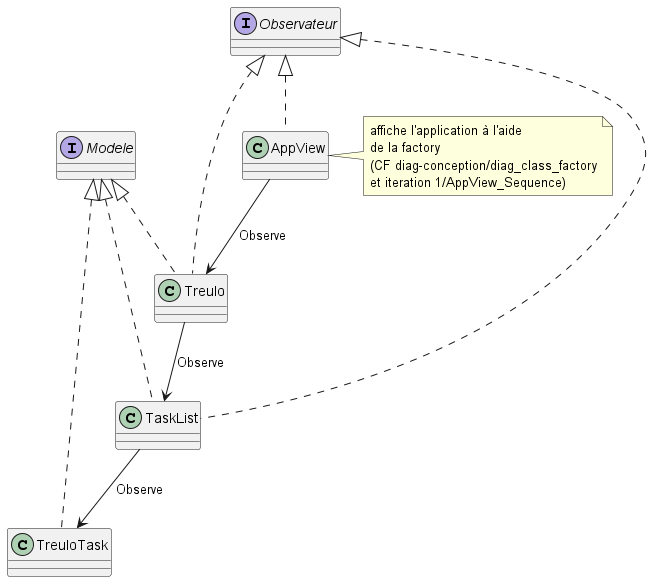 I Observateur
affiche l'application à l'aide
de la factory
(CF diag-conception/diag_class_factory
et iteration 1/AppView_Sequence)
I Modele
C AppView
Observe
C Treulo
Observe
C TaskList
Observe
C TreuloTask